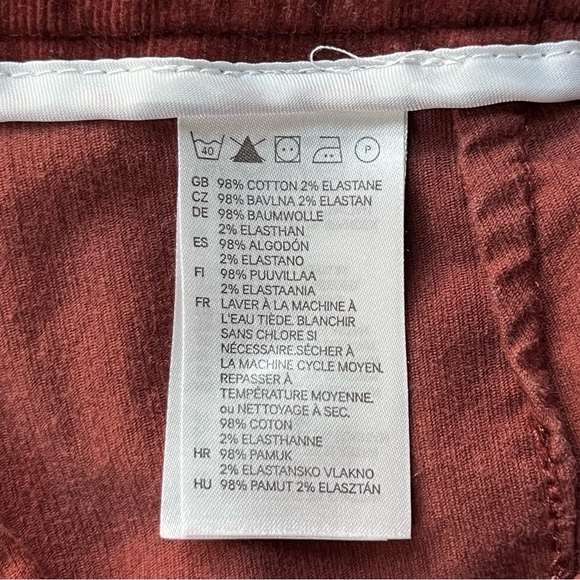 40 P
GB 98% COTTON 2% ELASTANE
CZ 98% BAVLNA 2% ELASTAN
DE 98% BAUMWOLLE
2% ELASTHAN
ES 98% ALGODÓN
2% ELASTANO
FI 98% PUUVILLAA
2% ELASTAANIA
FR LAVER À LA MACHINE À
L'EAU TIÈDE. BLANCHIR
SANS CHLORE SI
NÉCESSAIRE.SÉCHER À
LA MACHINE CYCLE MOYEN.
REPASSER À
TEMPÉRATURE MOYENNE.
ou NETTOYAGE À SEC.
98% COTON
2% ELASTHANNE
HR 98% PAMUK
2% ELASTANSKO VLAKNO
HU 98% PAMUT 2% ELASZTÁN